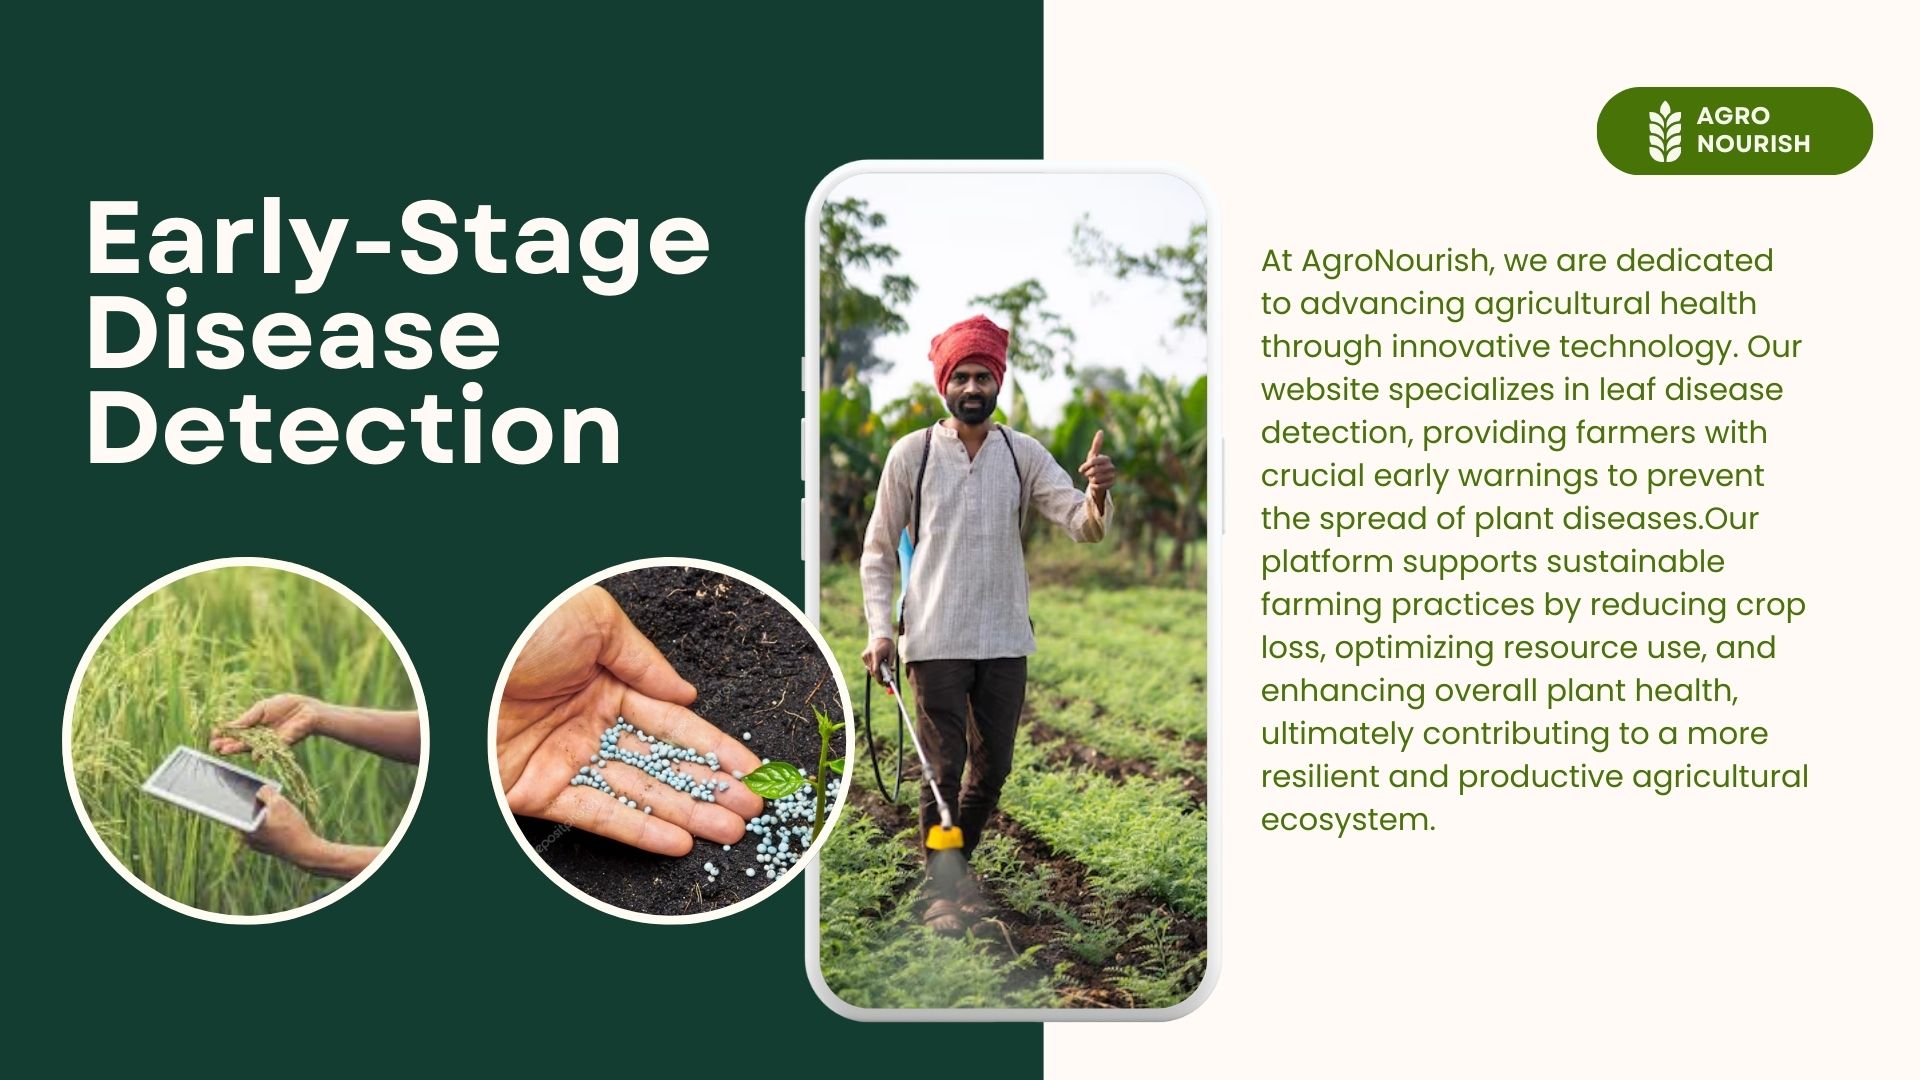 Early-Stage
Disease
Detection
AGRO
NOURISH
At AgroNourish, we are dedicated
to advancing agricultural health
through innovative technology. Our
website specializes in leaf disease
detection, providing farmers with
crucial early warnings to prevent
the spread of plant diseases.Our
platform supports sustainable
farming practices by reducing crop
loss, optimizing resource use, and
enhancing overall plant health,
ultimately contributing to a more
resilient and productive agricultural
ecosystem.